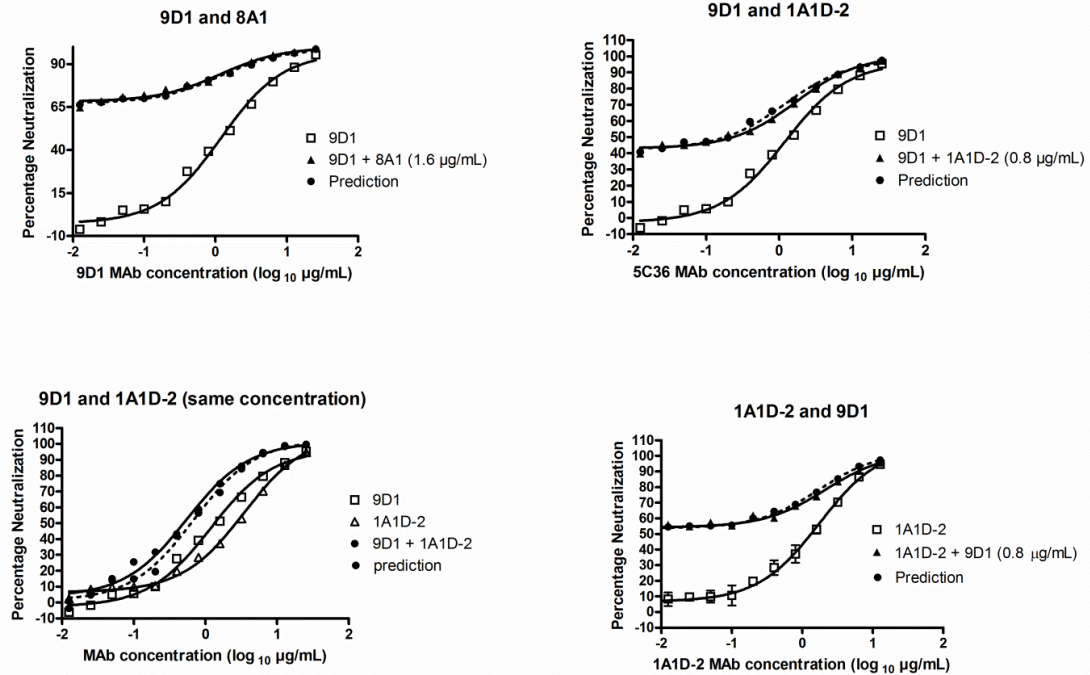 9D1 and 8A1
Percentage Neutralization
90
65
40
15
-10
-2
-1
0
1
2
9D1 MAb concentration (log 10 µg/mL)
9D1
9D1 + 8A1 (1.6 µg/mL)
Prediction
9D1 and 1A1D-2
Percentage Neutralization
110
100
90
80
70
60
50
40
30
20
10
0
-10
-2
-1
0
1
2
5C36 MAb concentration (log 10 µg/mL)
9D1
9D1 + 1A1D-2 (0.8 µg/mL)
Prediction
9D1 and 1A1D-2 (same concentration)
Percentage Neutralization
110
100
90
80
70
60
50
40
30
20
10
0
-10
-2
-1
0
1
2
MAb concentration (log 10 µg/mL)
9D1
1A1D-2
9D1 + 1A1D-2
prediction
1A1D-2 and 9D1
Percentage Neutralization
110
100
90
80
70
60
50
40
30
20
10
0
-10
-2
-1
0
1
2
1A1D-2 MAb concentration (log 10 µg/mL)
1A1D-2
1A1D-2 + 9D1 (0.8 µg/mL)
Prediction